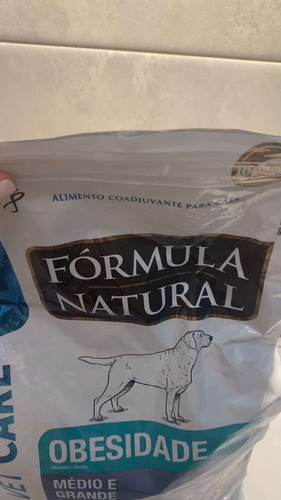 ALIMENTO COADJUVANTE PARA CÃES
FÓRMULA
NATURAL
VET CARE
OBESIDADE
MÉDIO E
GRANDE